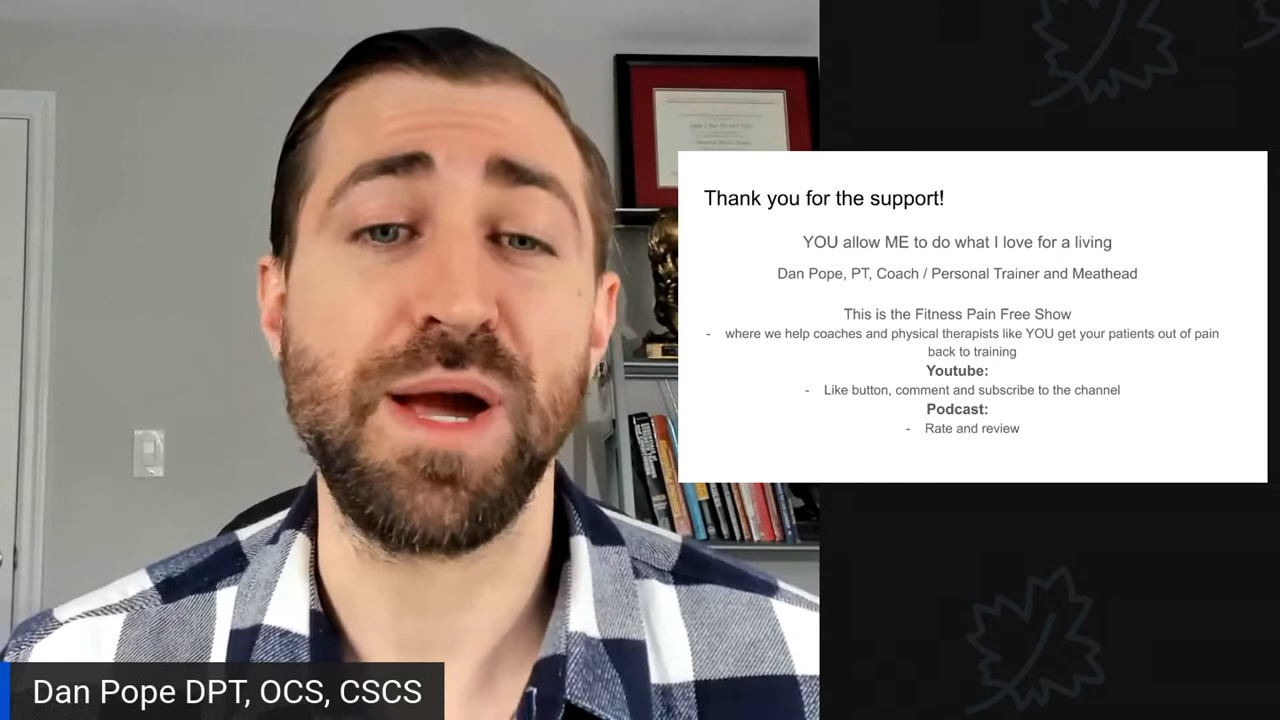 Thank you for the support!
YOU allow ME to do what I love for a living
Dan Pope, PT, Coach / Personal Trainer and Meathead
This is the Fitness Pain Free Show
- where we help coaches and physical therapists like YOU get your patients out of pain
back to training
Youtube:
- Like button, comment and subscribe to the channel
Podcast:
- Rate and review
Dan Pope DPT, OCS, CSCS